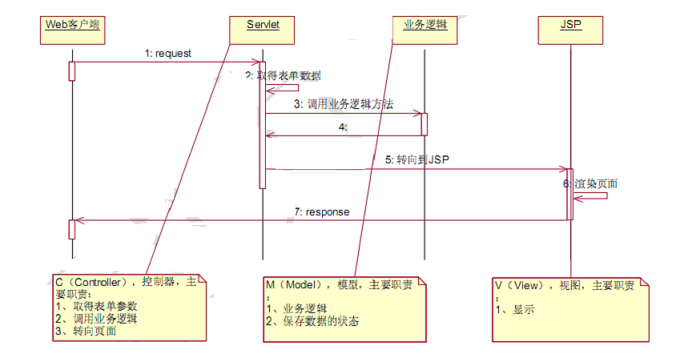 Web客户端
Servlet
业务逻辑
JSP
1: request
2: 取得表单数据
3: 调用业务逻辑方法
4:
5: 转向到JSP
6: 渲染页面
7: response
C（Controller），控制器，主
要职责：
1、取得表单参数
2、调用业务逻辑
3、转向页面
M（Model），模型，主要职责
：
1、业务逻辑
2、保存数据的状态
V（View），视图，主要职责
：
1、显示